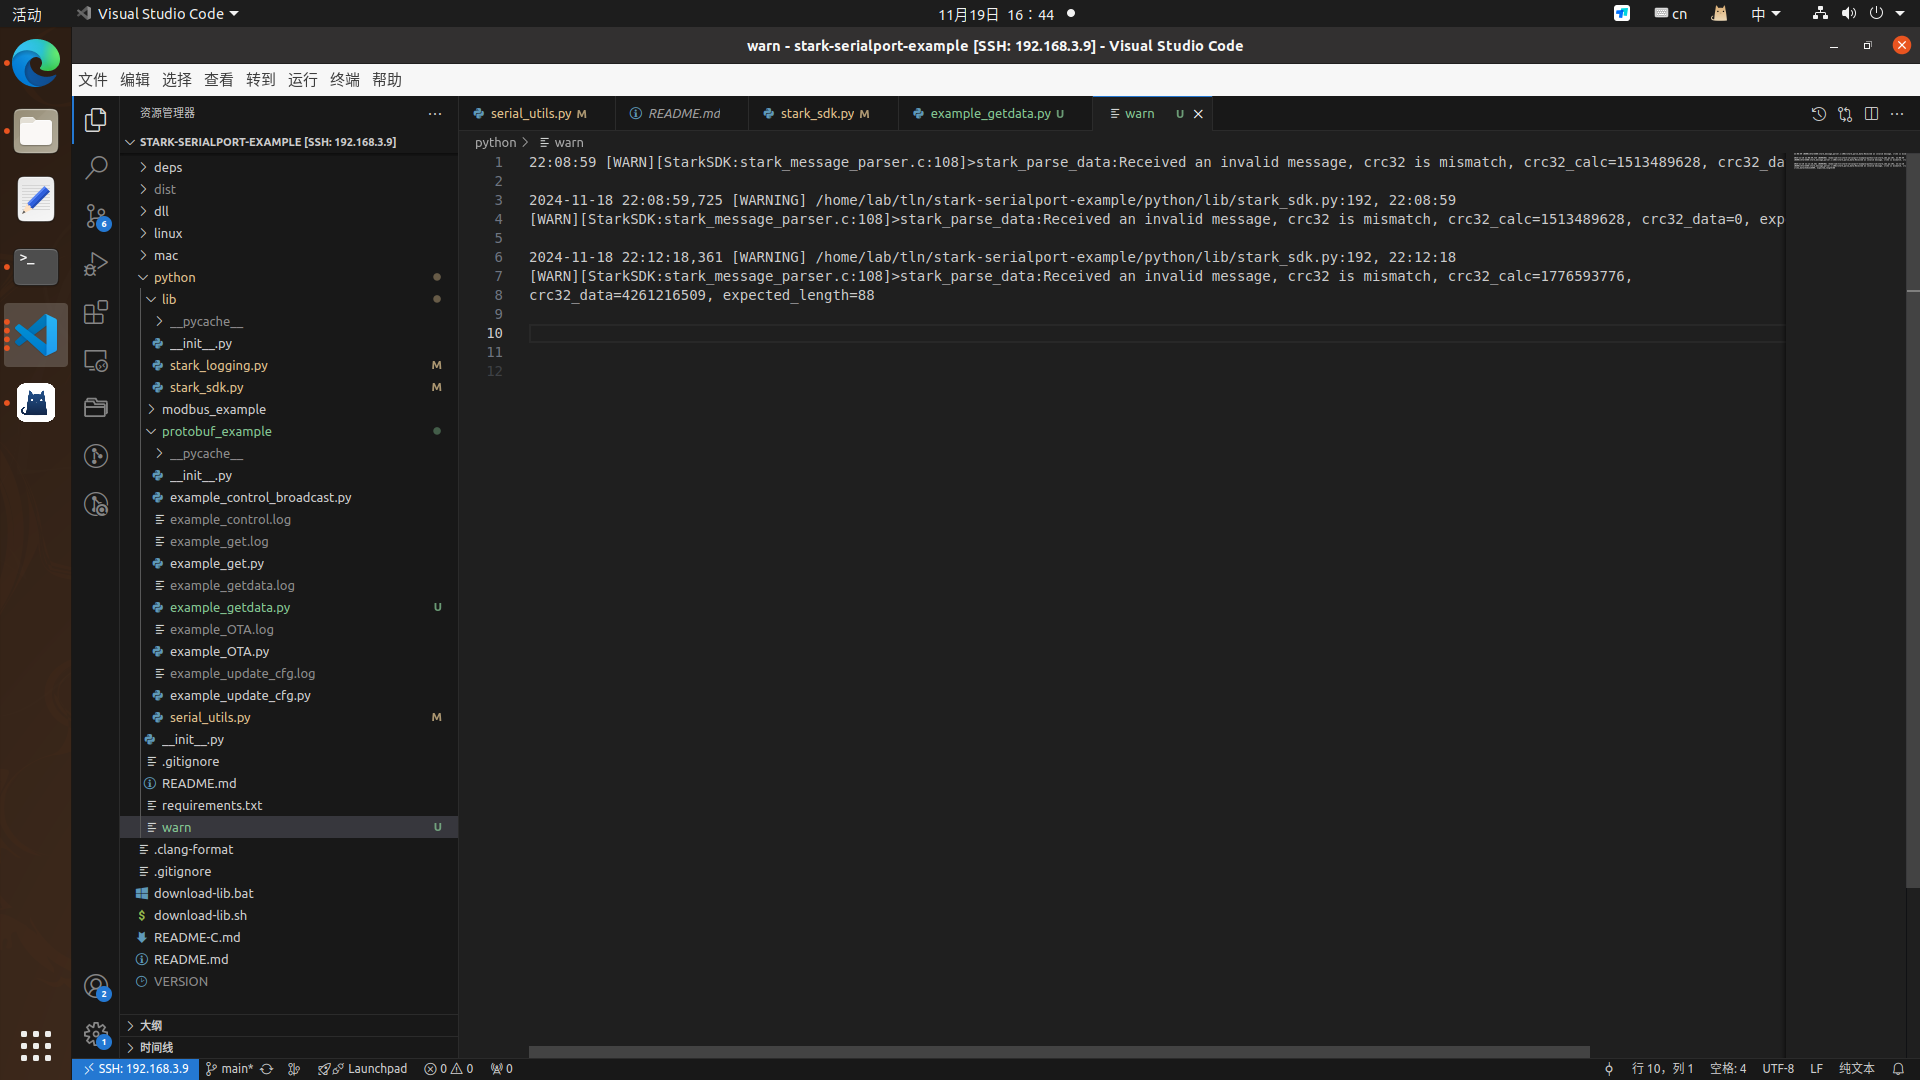 活动
Visual Studio Code
11月19日 16：44
cn
中
warn - stark-serialport-example [SSH: 192.168.3.9] - Visual Studio Code
文件 编辑 选择 查看 转到 运行 终端 帮助
资源管理器
STARK-SERIALPORT-EXAMPLE [SSH: 192.168.3.9]
deps
dist
dll
linux
mac
python
lib
__pycache__
__init__.py
stark_logging.py M
stark_sdk.py M
modbus_example
protobuf_example
__pycache__
__init__.py
example_control_broadcast.py
example_control.log
example_get.log
example_get.py
example_getdata.log
example_getdata.py U
example_OTA.log
example_OTA.py
example_update_cfg.log
example_update_cfg.py
serial_utils.py M
__init__.py
.gitignore
README.md
requirements.txt
warn U
.clang-format
.gitignore
download-lib.bat
download-lib.sh
README-C.md
README.md
VERSION
大纲
时间线
6
2
1
serial_utils.py M
README.md
stark_sdk.py M
example_getdata.py U
warn U
python > warn
1 22:08:59 [WARN][StarkSDK:stark_message_parser.c:108]>stark_parse_data:Received an invalid message, crc32 is mismatch, crc32_calc=1513489628, crc32_da
2
3 2024-11-18 22:08:59,725 [WARNING] /home/lab/tln/stark-serialport-example/python/lib/stark_sdk.py:192, 22:08:59
4 [WARN][StarkSDK:stark_message_parser.c:108]>stark_parse_data:Received an invalid message, crc32 is mismatch, crc32_calc=1513489628, crc32_data=0, exp
5
6 2024-11-18 22:12:18,361 [WARNING] /home/lab/tln/stark-serialport-example/python/lib/stark_sdk.py:192, 22:12:18
7 [WARN][StarkSDK:stark_message_parser.c:108]>stark_parse_data:Received an invalid message, crc32 is mismatch, crc32_calc=1776593776,
8 crc32_data=4261216509, expected_length=88
9
10
11
12
SSH: 192.168.3.9 main* Launchpad 0 0 0
行 10，列 1 空格: 4 UTF-8 LF 纯文本